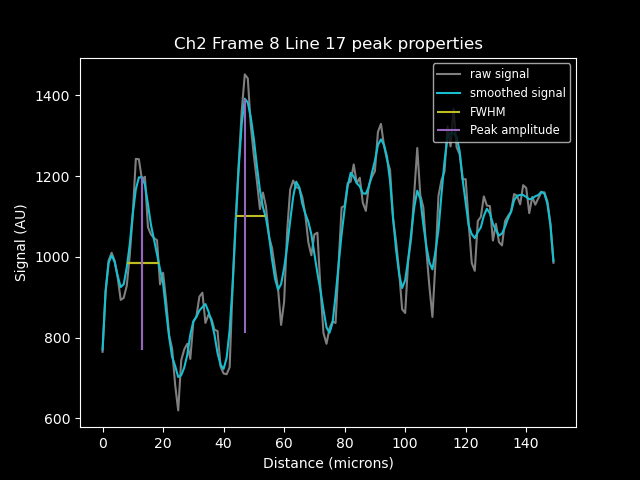 Ch2 Frame 8 Line 17 peak properties
raw signal
smoothed signal
FWHM
Peak amplitude
Signal (AU)
1400
1200
1000
800
600
0 20 40 60 80 100 120 140
Distance (microns)